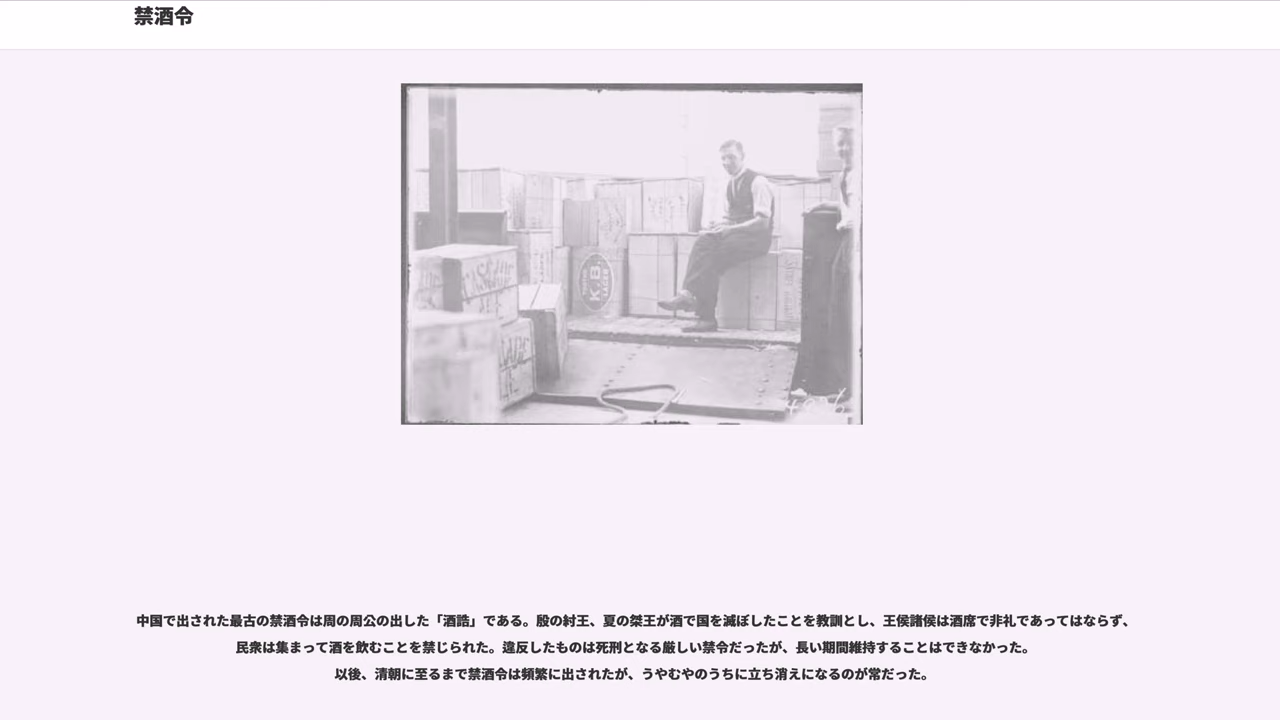 禁酒令
K.B.
LAGER
中国で出された最古の禁酒令は周の周公の出した「酒誥」である。殷の紂王、夏の桀王が酒で国を滅ぼしたことを教訓とし、王侯諸侯は酒席で非礼であってはならず、
民衆は集まって酒を飲むことを禁じられた。違反したものは死刑となる厳しい禁令だったが、長い期間維持することはできなかった。
以後、清朝に至るまで禁酒令は頻繁に出されたが、うやむやのうちに立ち消えになるのが常だった。